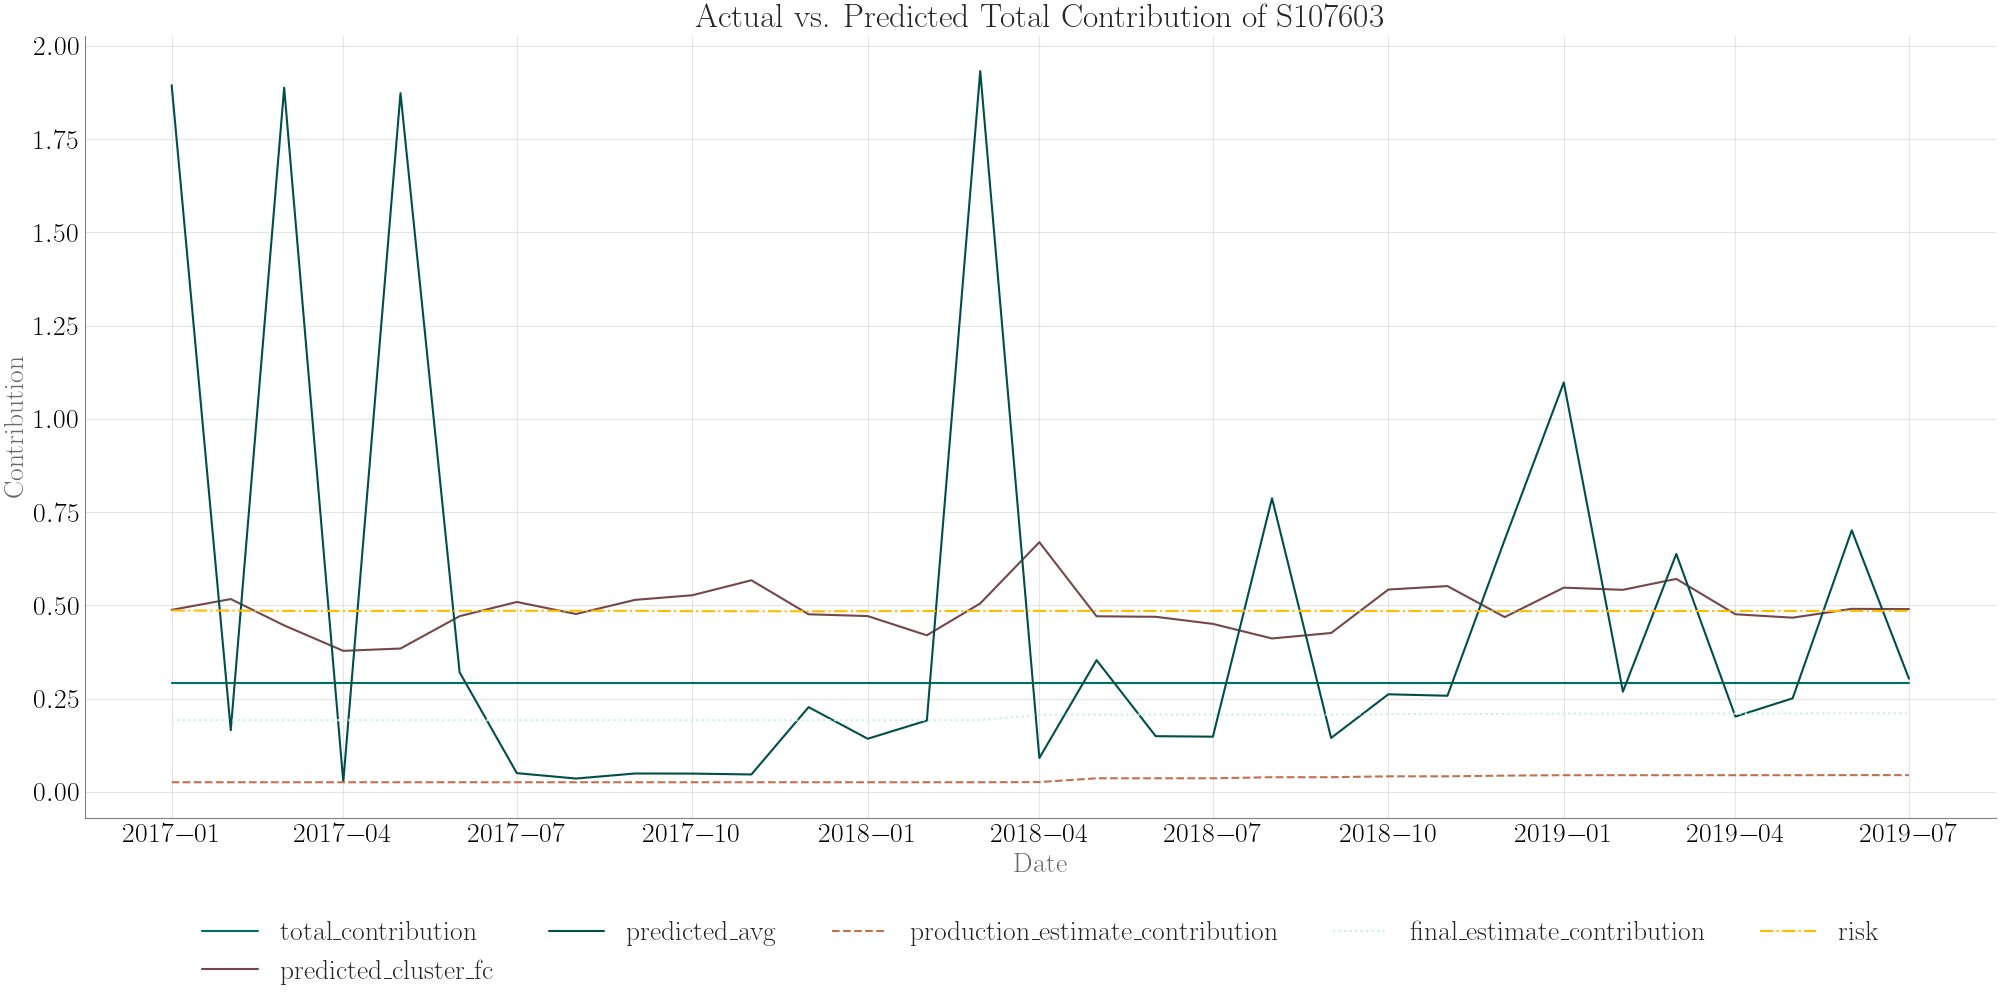 Actual vs. Predicted Total Contribution of S107603
2.00
1.75
1.50
1.25
1.00
0.75
0.50
0.25
0.00
Contribution
2017−01 2017−04 2017−07 2017−10 2018−01 2018−04 2018−07 2018−10 2019−01 2019−04 2019−07
Date
total_contribution predicted_avg production_estimate_contribution final_estimate_contribution risk
predicted_cluster_fc